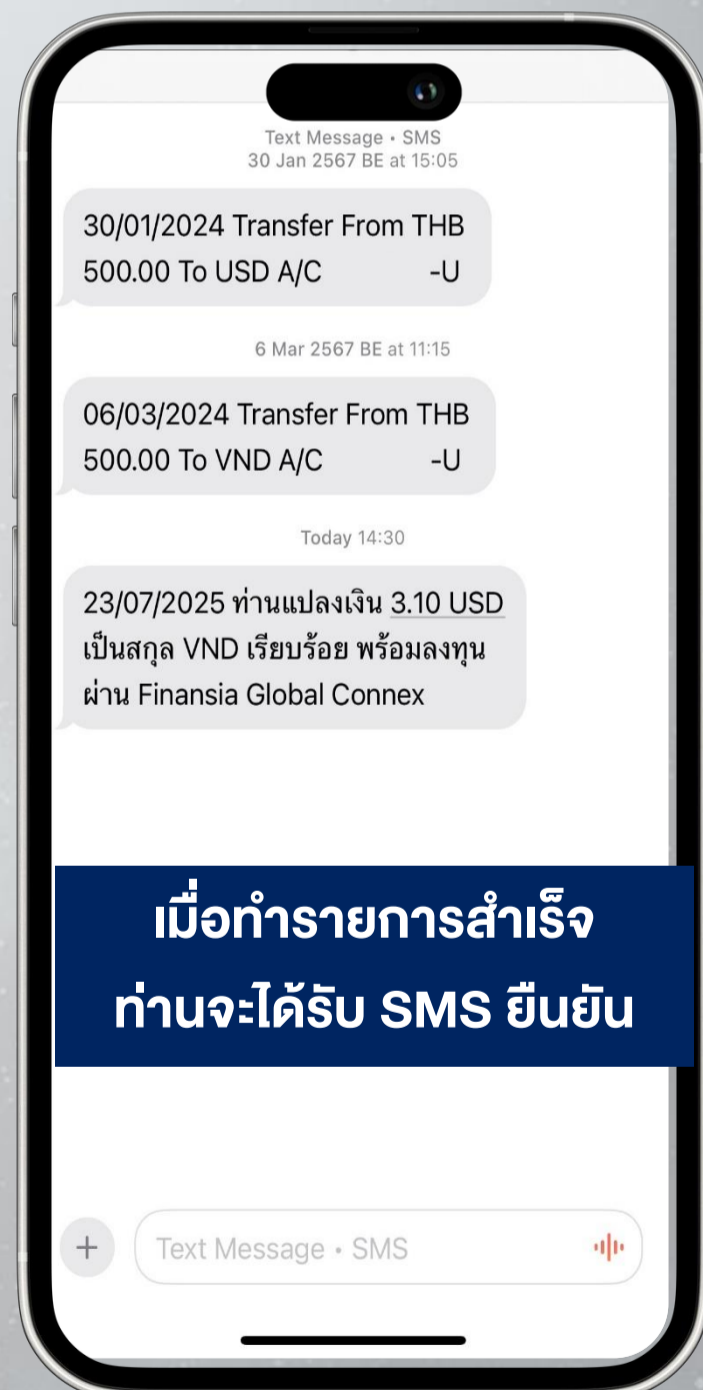 Text Message • SMS
30 Jan 2567 BE at 15:05
30/01/2024 Transfer From THB
500.00 To USD A/C -U
6 Mar 2567 BE at 11:15
06/03/2024 Transfer From THB
500.00 To VND A/C -U
Today 14:30
23/07/2025 ท่านแปลงเงิน 3.10 USD
เป็นสกุล VND เรียบร้อย พร้อมลงทุน
ผ่าน Finansia Global Connex
เมื่อทำรายการสำเร็จ
ท่านจะได้รับ SMS ยืนยัน
Text Message • SMS